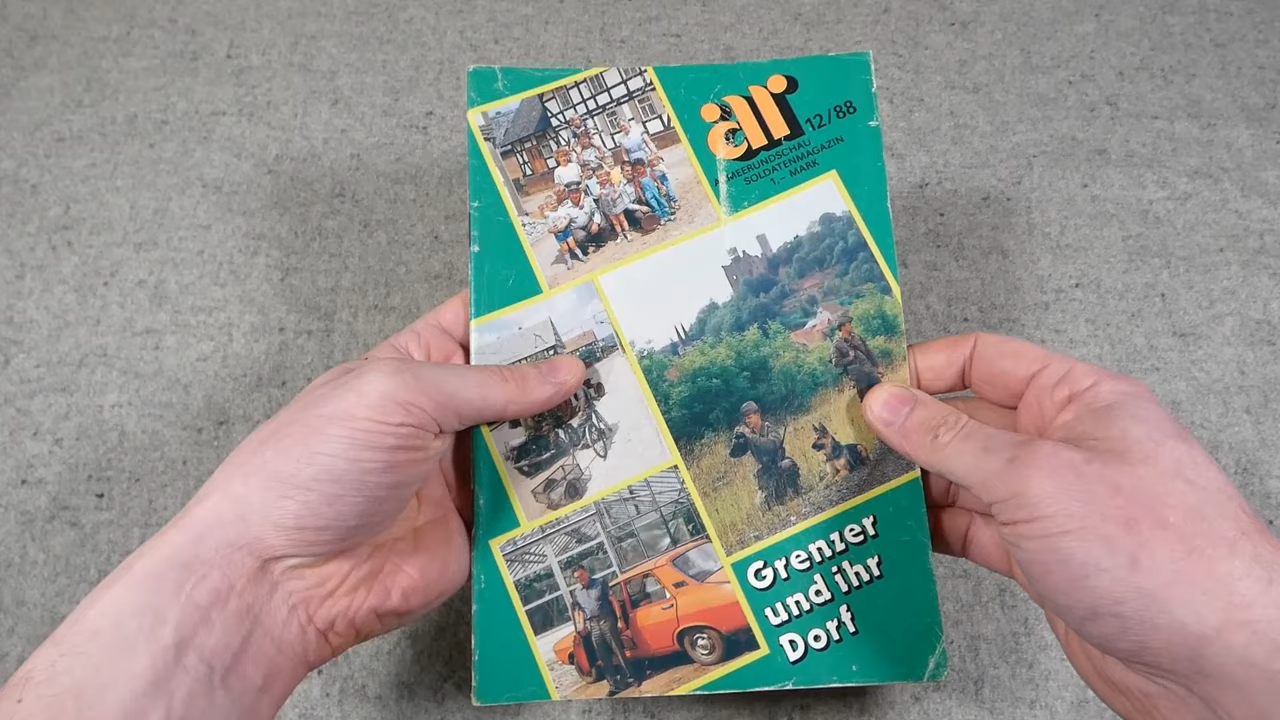 ar 12/88
ARMEERUNDSCHAU
SOLDATENMAGAZIN
1,– MARK
Grenzer
und ihr
Dorf